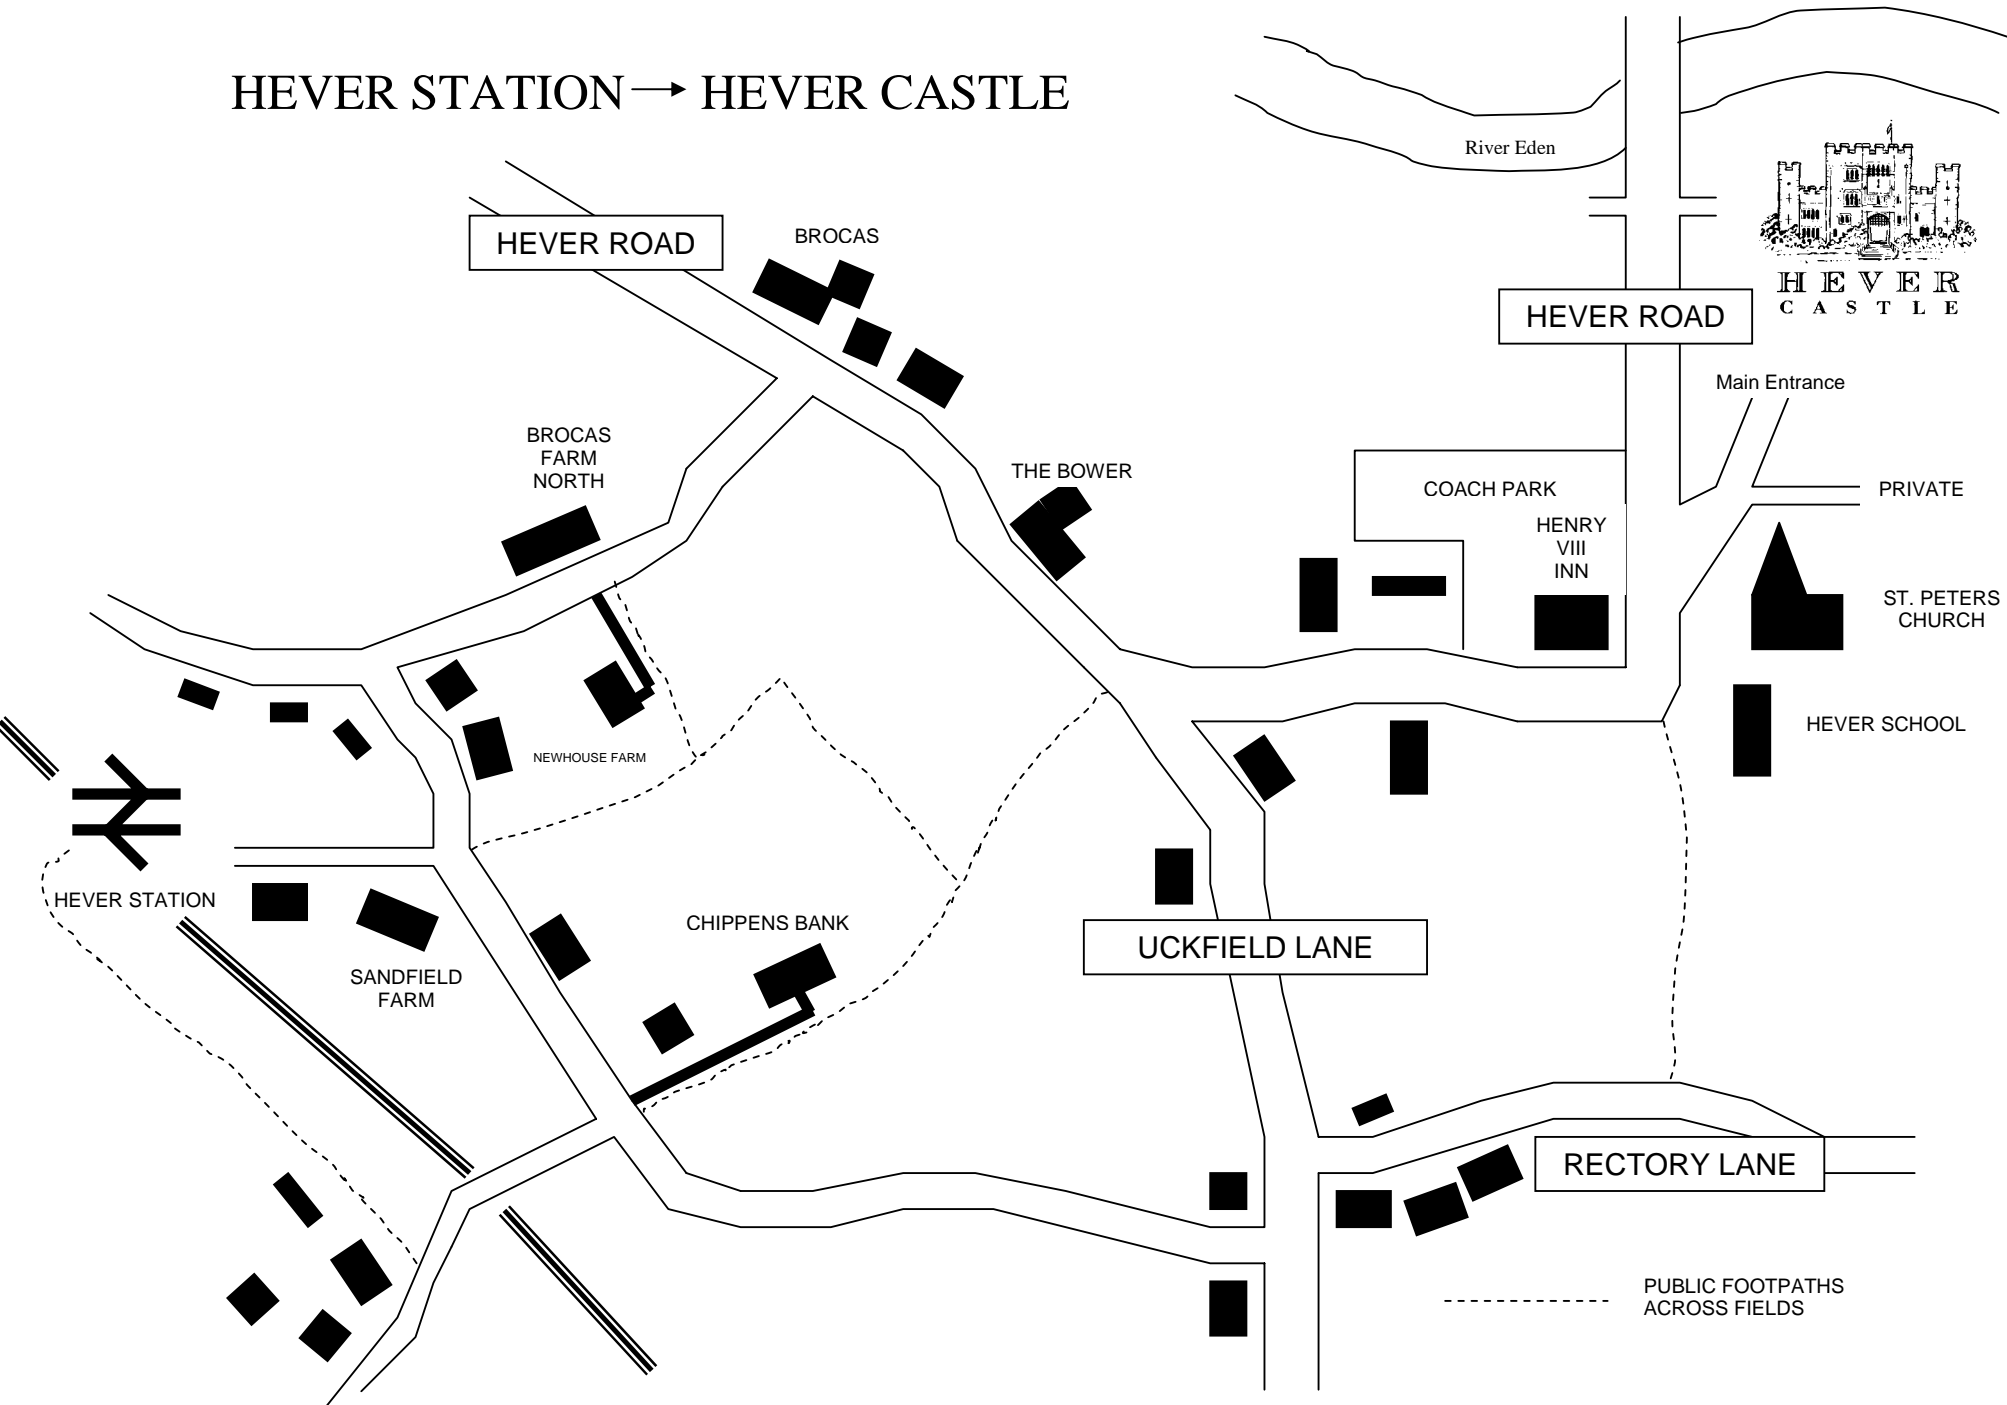 HEVER STATION → HEVER CASTLE
River Eden
HEVER ROAD
BROCAS
HEVER
CASTLE
HEVER ROAD
Main Entrance
BROCAS
FARM
NORTH
THE BOWER
COACH PARK
PRIVATE
HENRY
VIII
INN
ST. PETERS
CHURCH
HEVER SCHOOL
NEWHOUSE FARM
HEVER STATION
CHIPPENS BANK
UCKFIELD LANE
SANDFIELD
FARM
RECTORY LANE
PUBLIC FOOTPATHS
ACROSS FIELDS